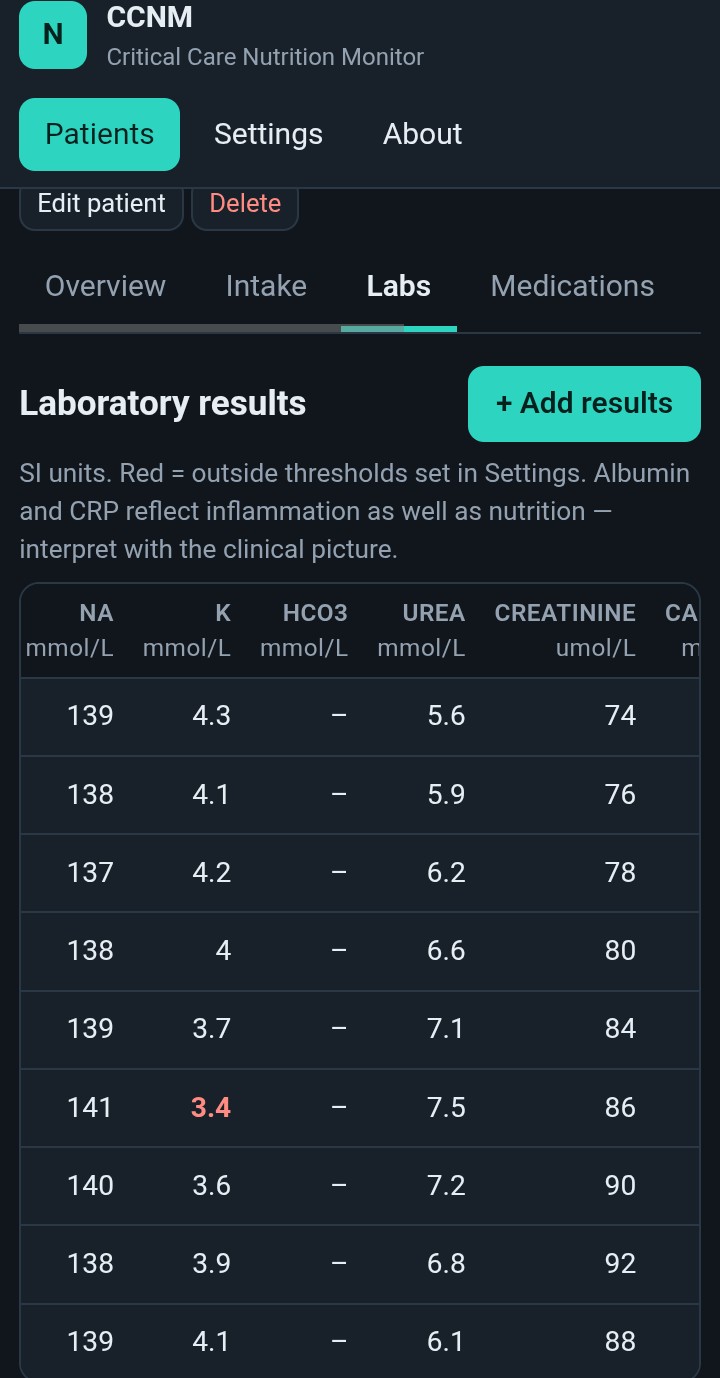 N
CCNM
Critical Care Nutrition Monitor
Patients Settings About
Edit patient Delete
Overview Intake Labs Medications
Laboratory results + Add results
SI units. Red = outside thresholds set in Settings. Albumin
and CRP reflect inflammation as well as nutrition —
interpret with the clinical picture.
NA K HCO3 UREA CREATININE CA
mmol/L mmol/L mmol/L mmol/L umol/L m
139 4.3 – 5.6 74
138 4.1 – 5.9 76
137 4.2 – 6.2 78
138 4 – 6.6 80
139 3.7 – 7.1 84
141 3.4 – 7.5 86
140 3.6 – 7.2 90
138 3.9 – 6.8 92
139 4.1 – 6.1 88